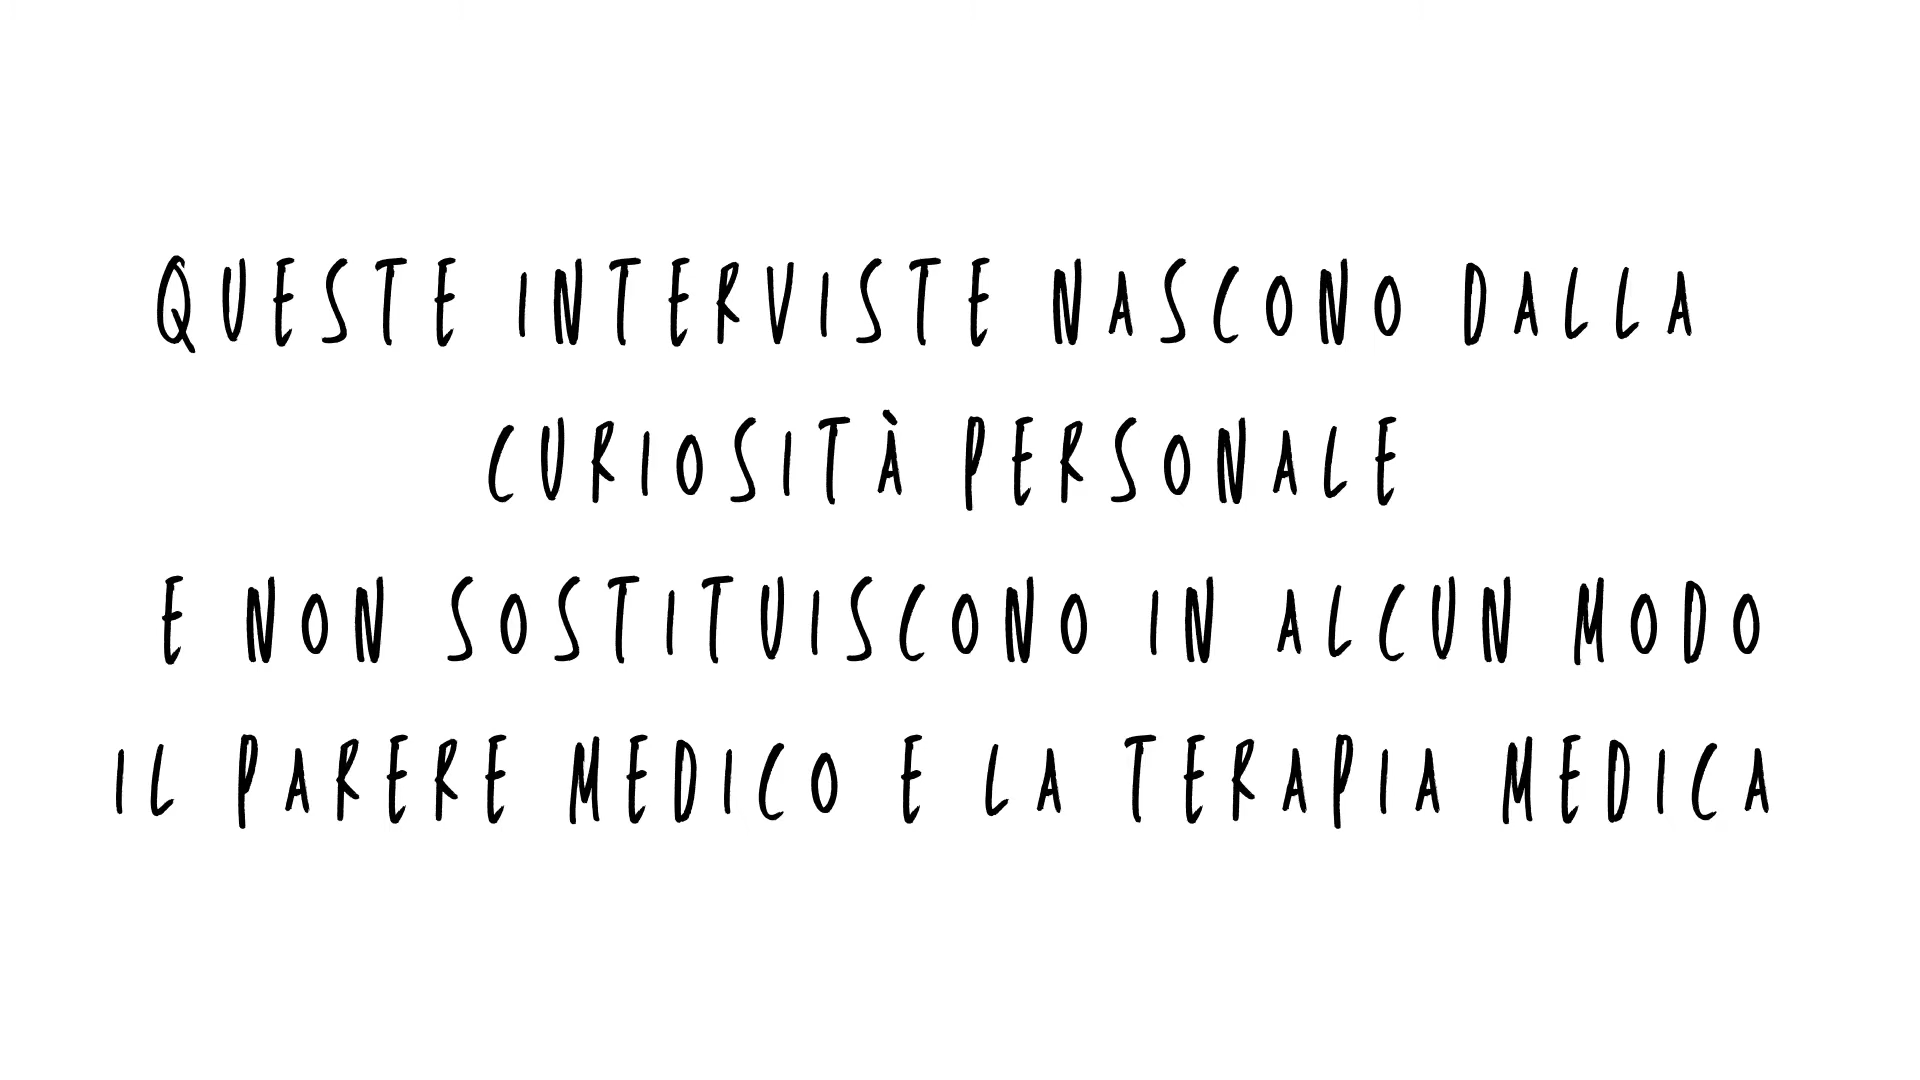 QUESTE INTERVISTE NASCONO DALLA
CURIOSITÀ PERSONALE
E NON SOSTITUISCONO IN ALCUN MODO
IL PARERE MEDICO E LA TERAPIA MEDICA